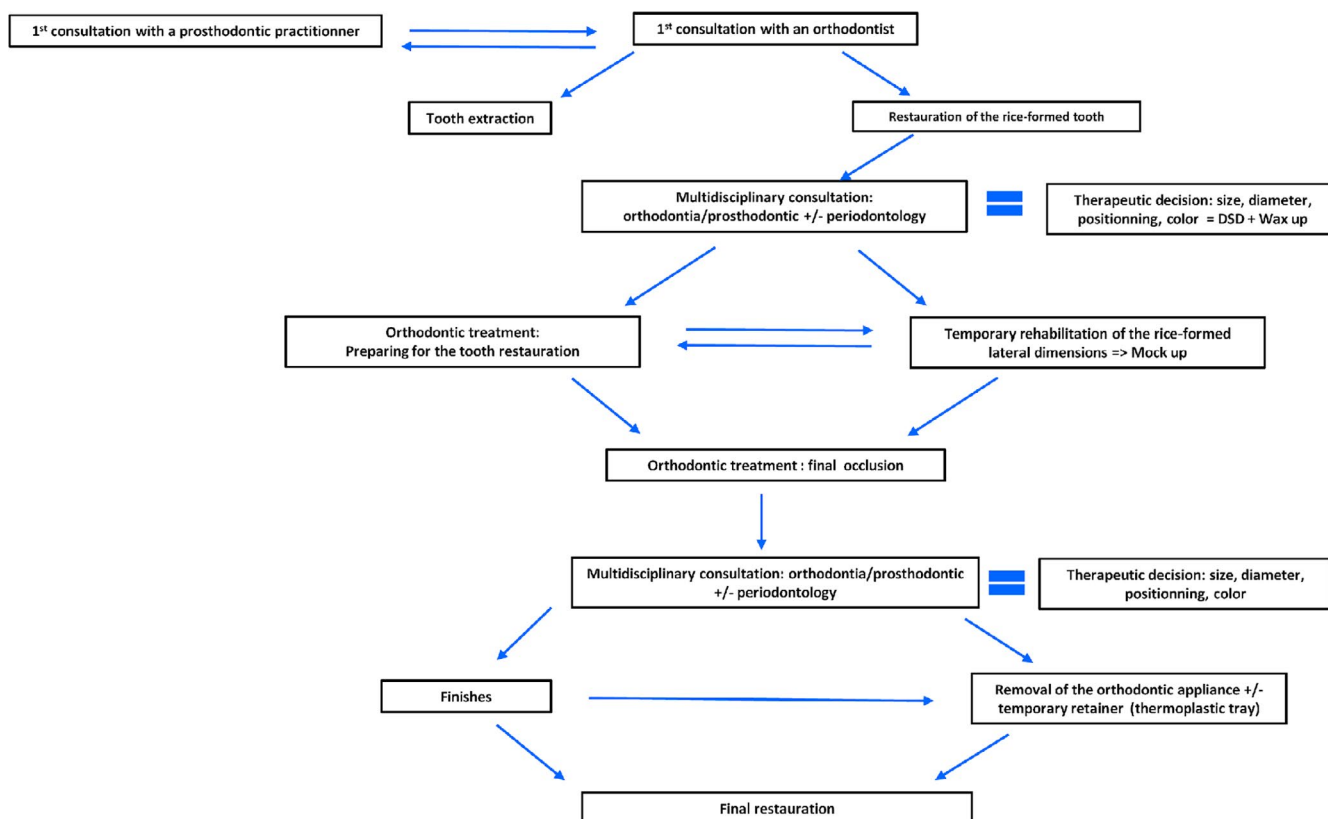 1st consultation with a prosthodontic practitionner
1st consultation with an orthodontist
Tooth extraction
Restauration of the rice-formed tooth
Multidisciplinary consultation:
orthodontia/prosthodontic +/- periodontology
Therapeutic decision: size, diameter,
positionning, color = DSD + Wax up
Orthodontic treatment:
Preparing for the tooth restauration
Temporary rehabilitation of the rice-formed
lateral dimensions => Mock up
Orthodontic treatment : final occlusion
Multidisciplinary consultation: orthodontia/prosthodontic
+/- periodontology
Therapeutic decision: size, diameter,
positionning, color
Finishes
Removal of the orthodontic appliance +/-
temporary retainer (thermoplastic tray)
Final restauration